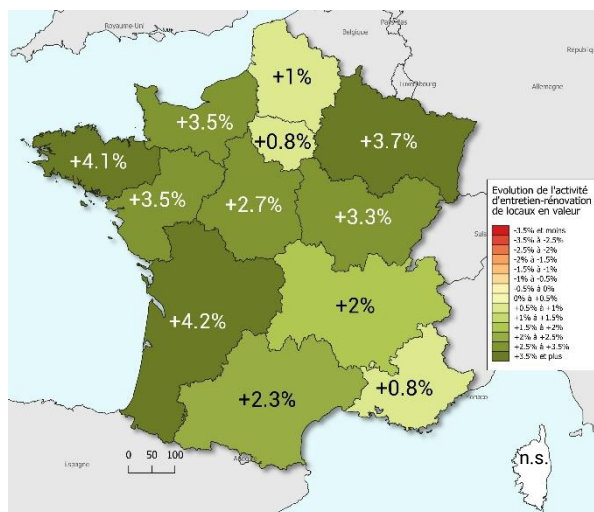 Royaume-Uni
Belgique
Pays-Bas
Luxembourg
Allemagne
+1%
+3.5%
+0.8%
+3.7%
+4.1%
+3.5%
+2.7%
+3.3%
+4.2%
+2%
+2.3%
+0.8%
n.s.
Espagne
0 50 100
Evolution de l'activité
d'entretien-rénovation
de locaux en valeur
-3.5% et moins
-3.5% à -2.5%
-2.5% à -2%
-2% à -1.5%
-1.5% à -1%
-1% à -0.5%
-0.5% à 0%
0% à +0.5%
+0.5% à +1%
+1% à +1.5%
+1.5% à +2%
+2% à +2.5%
+2.5% à +3.5%
+3.5% et plus